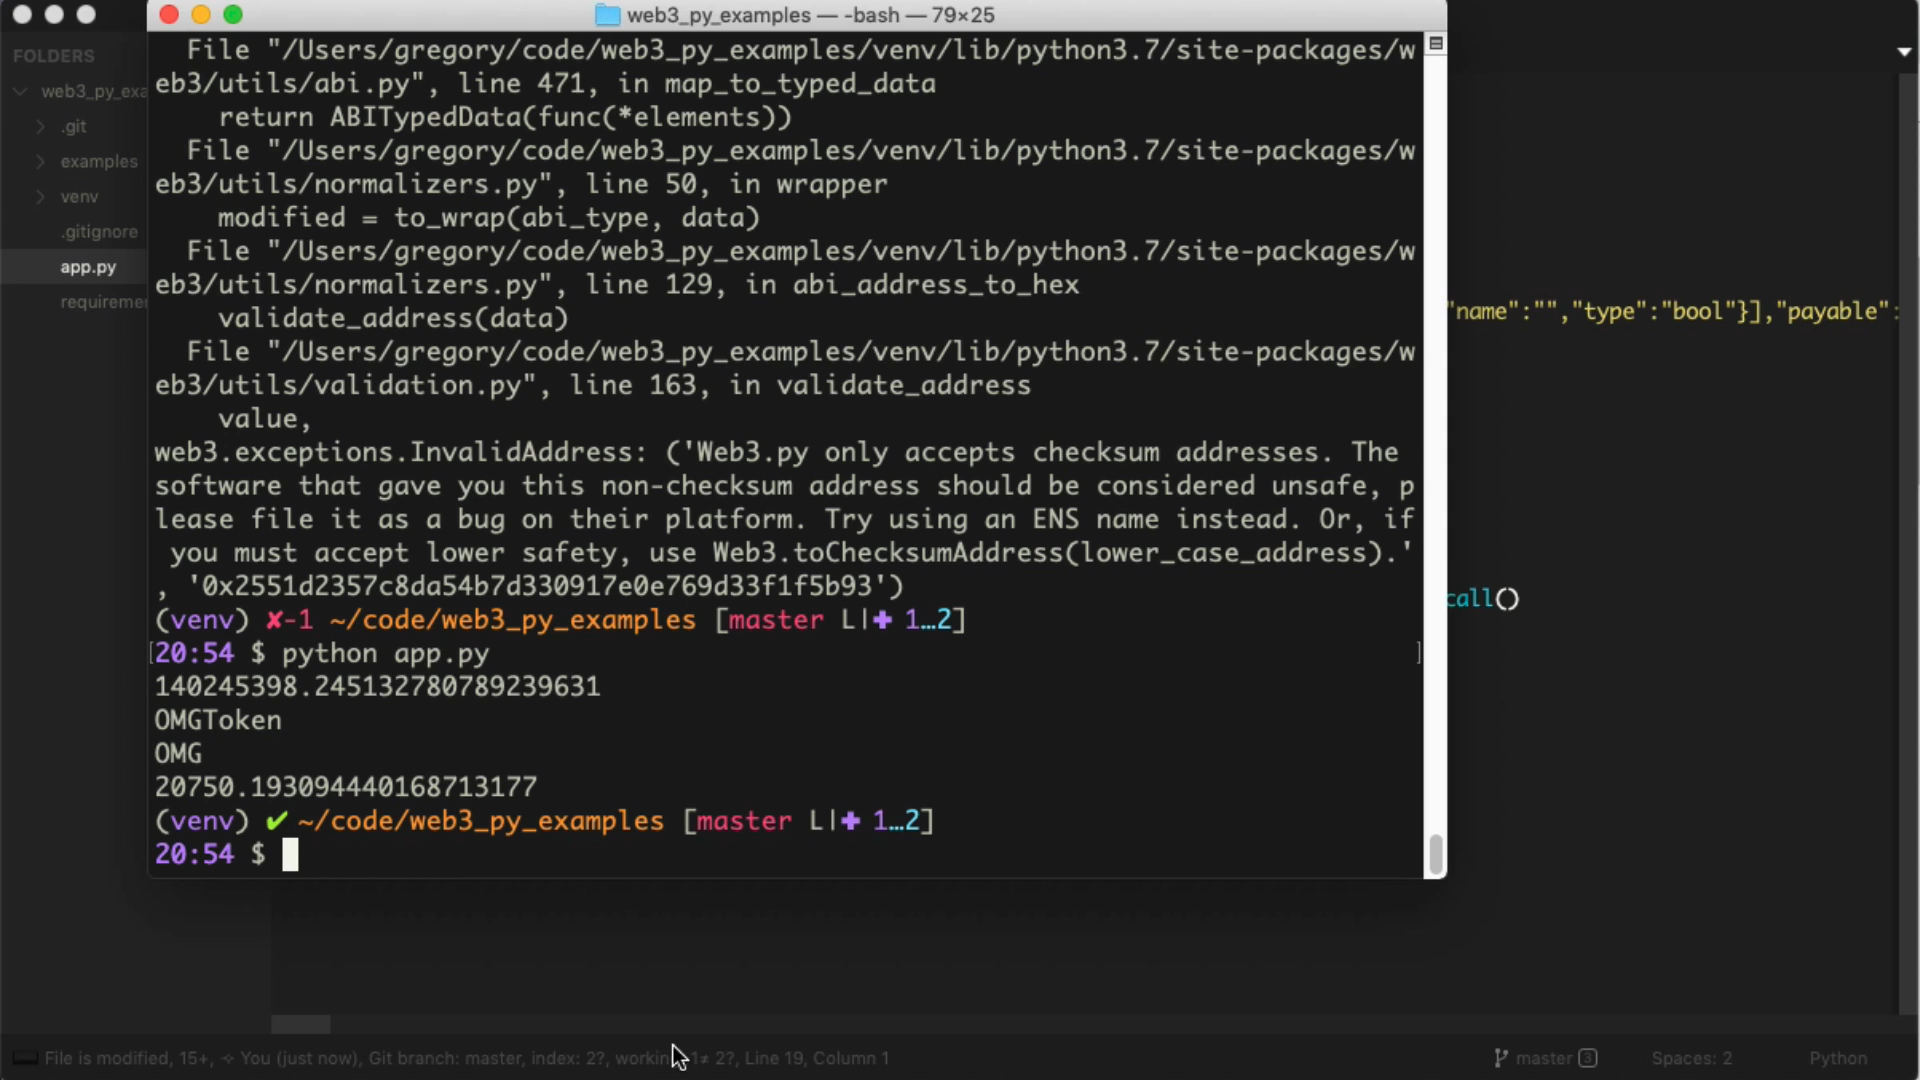 web3_py_examples — -bash — 79×25
FOLDERS
web3_py_exa
.git
examples
venv
.gitignore
app.py
requireme
File "/Users/gregory/code/web3_py_examples/venv/lib/python3.7/site-packages/w
eb3/utils/abi.py", line 471, in map_to_typed_data
return ABITypedData(func(*elements))
File "/Users/gregory/code/web3_py_examples/venv/lib/python3.7/site-packages/w
eb3/utils/normalizers.py", line 50, in wrapper
modified = to_wrap(abi_type, data)
File "/Users/gregory/code/web3_py_examples/venv/lib/python3.7/site-packages/w
eb3/utils/normalizers.py", line 129, in abi_address_to_hex
validate_address(data)
File "/Users/gregory/code/web3_py_examples/venv/lib/python3.7/site-packages/w
eb3/utils/validation.py", line 163, in validate_address
value,
web3.exceptions.InvalidAddress: ('Web3.py only accepts checksum addresses. The
software that gave you this non-checksum address should be considered unsafe, p
lease file it as a bug on their platform. Try using an ENS name instead. Or, if
you must accept lower safety, use Web3.toChecksumAddress(lower_case_address).'
, '0x2551d2357c8da54b7d330917e0e769d33f1f5b93')
(venv) ✘-1 ~/code/web3_py_examples [master L|✚ 1…2]
[20:54 $ python app.py ]
140245398.245132780789239631
OMGToken
OMG
20750.193094440168713177
(venv) ✔ ~/code/web3_py_examples [master L|✚ 1…2]
20:54 $
"name":"","type":"bool"}],"payable":
call()
File is modified, 15+, ⟢ You (just now), Git branch: master, index: 2?, workin 1≠ 2?, Line 19, Column 1
master 3
Spaces: 2
Python